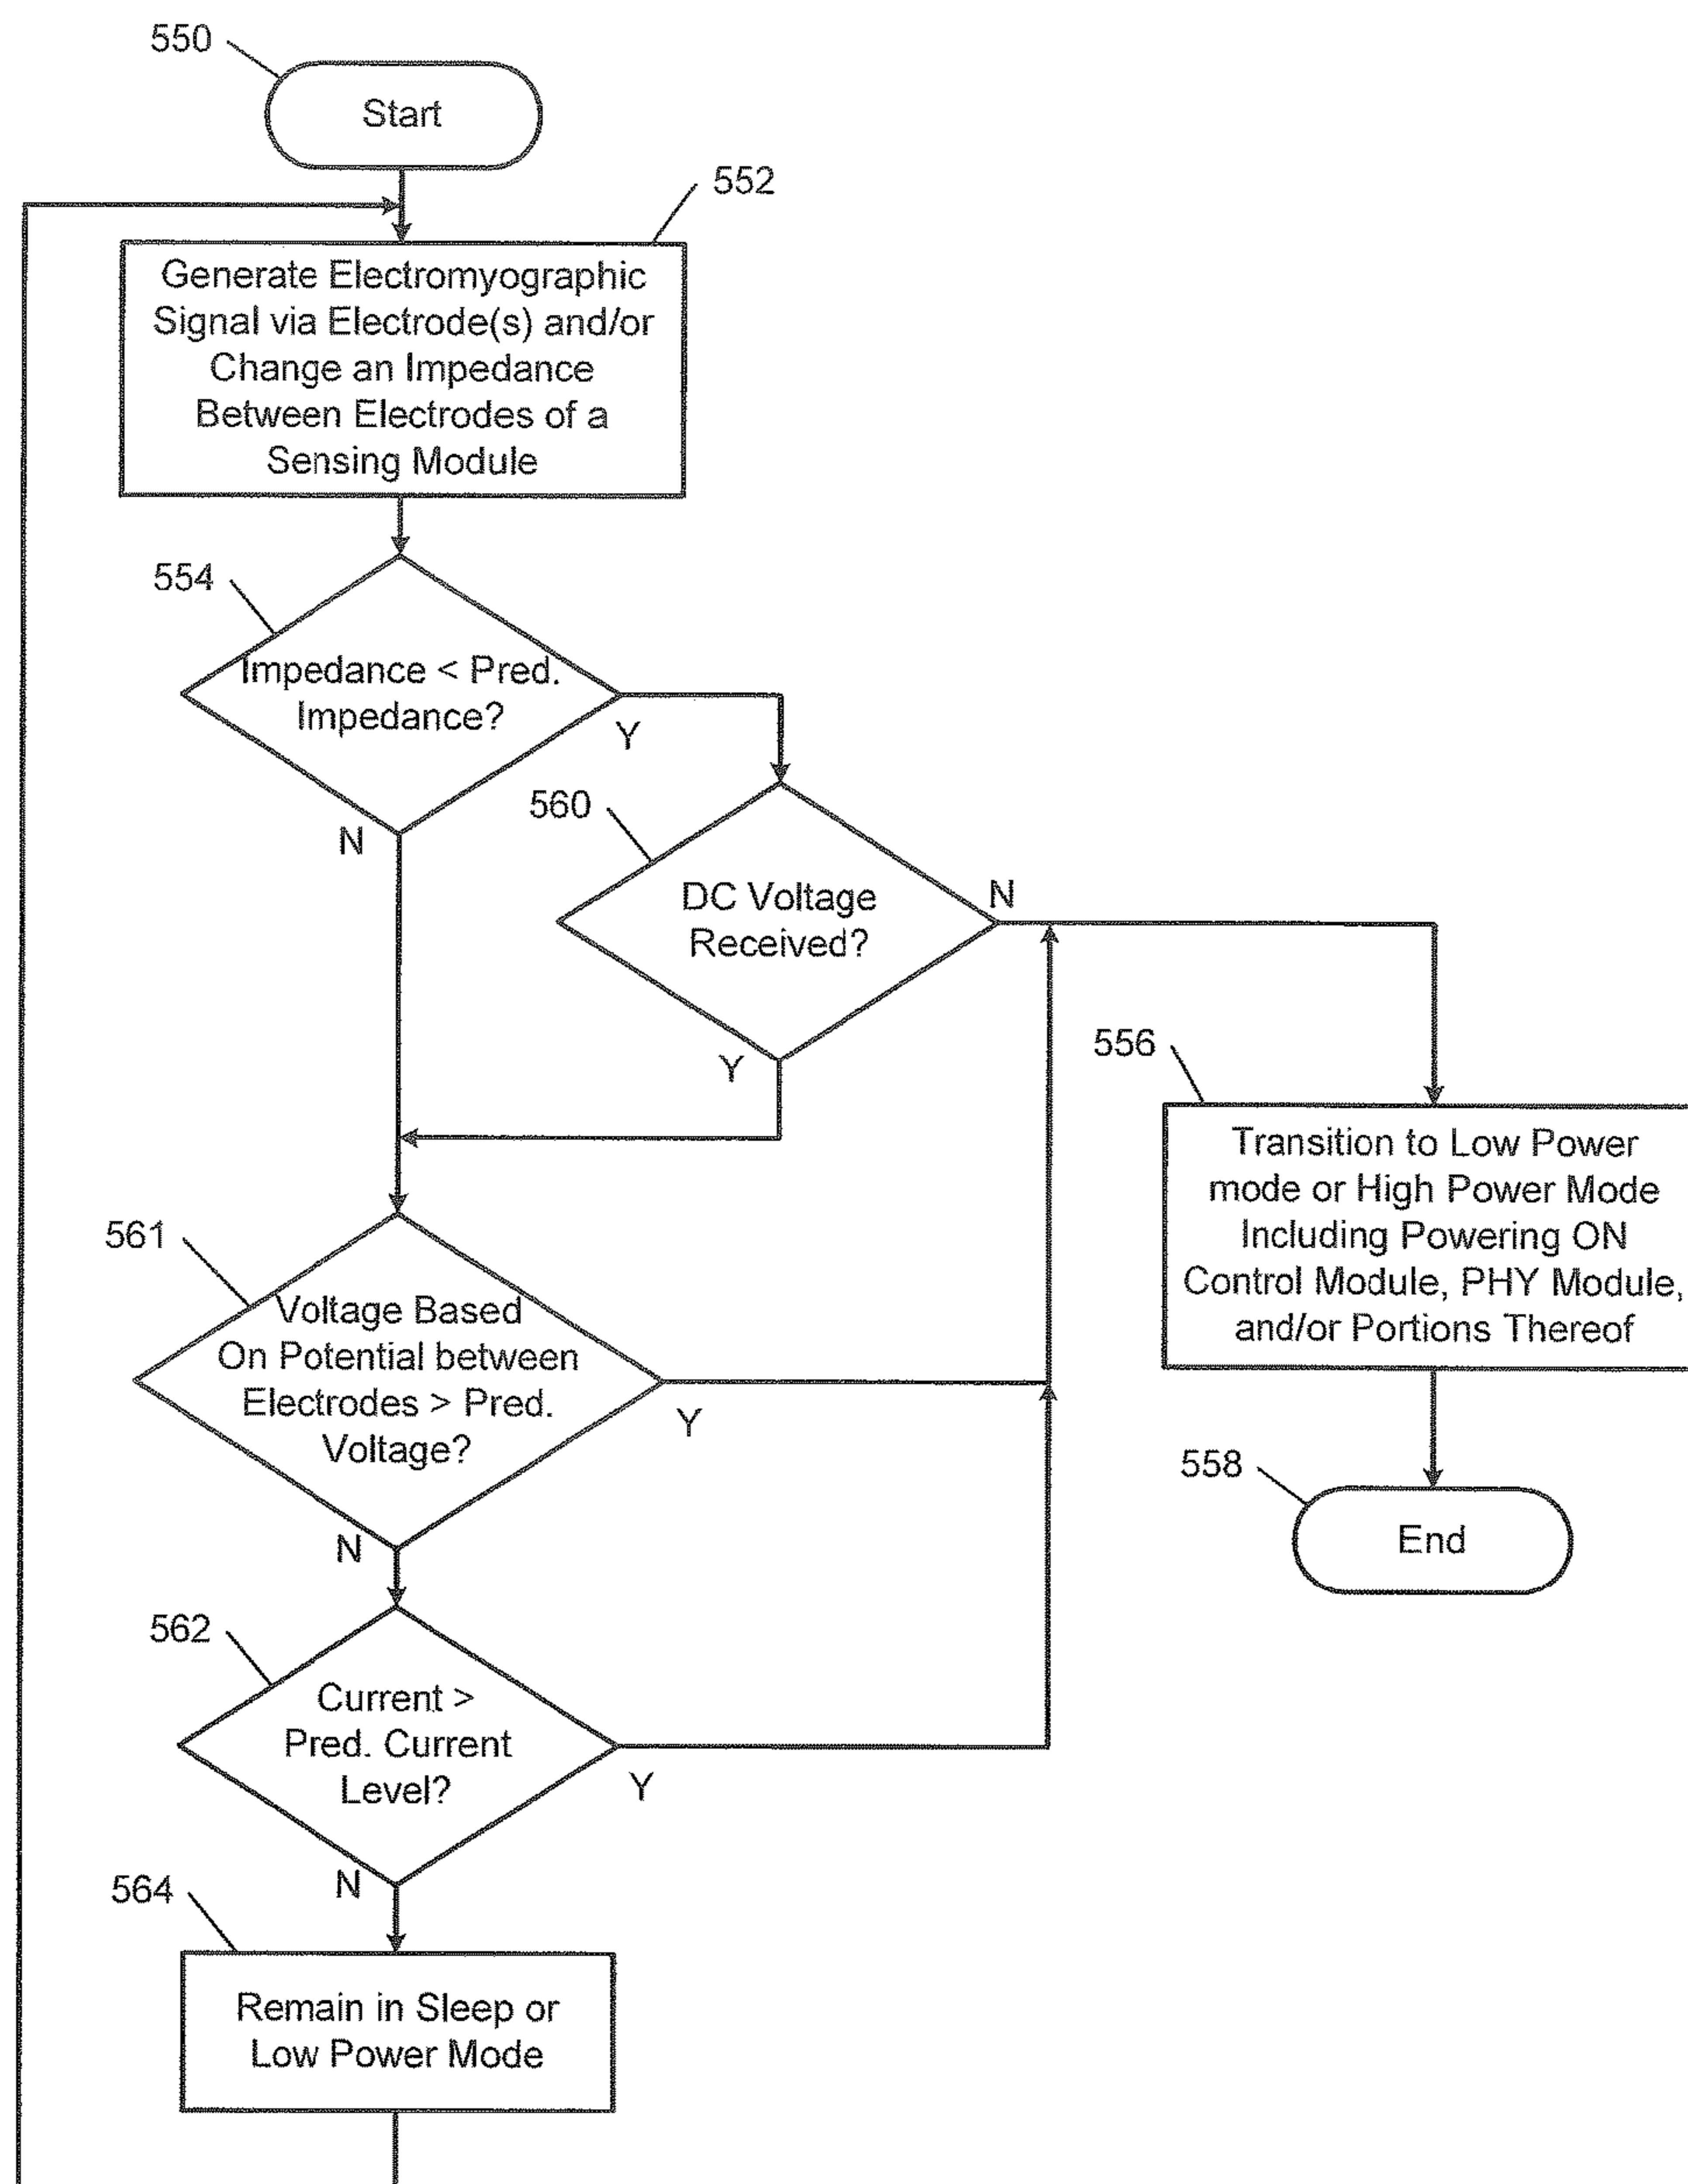 550
Start
552
Generate Electromyographic
Signal via Electrode(s) and/or
Change an Impedance
Between Electrodes of a
Sensing Module
554
Impedance < Pred.
Impedance?
Y
N
560
DC Voltage
Received?
N
Y
556
Transition to Low Power
mode or High Power Mode
Including Powering ON
Control Module, PHY Module,
and/or Portions Thereof
561
Voltage Based
On Potential between
Electrodes > Pred.
Voltage?
Y
N
558
End
562
Current >
Pred. Current
Level?
Y
N
564
Remain in Sleep or
Low Power Mode